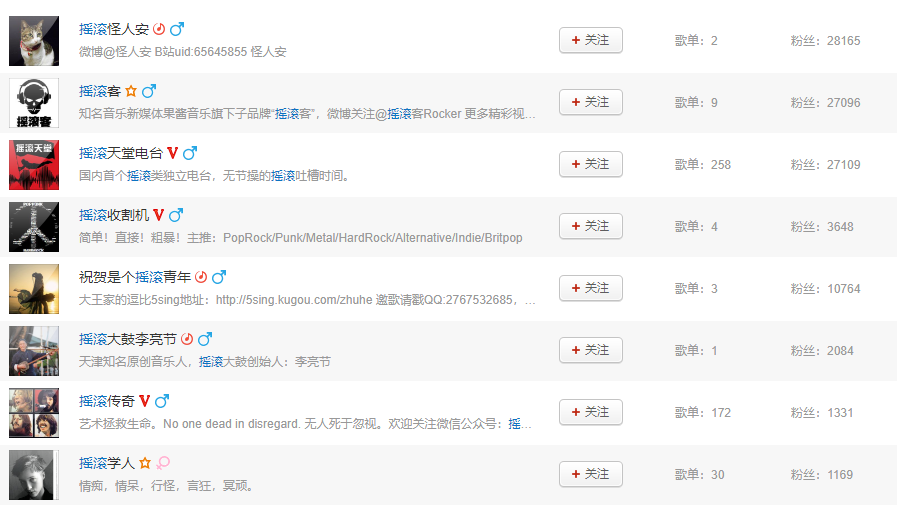 摇滚怪人安
微博@怪人安 B站uid:65645855 怪人安
+ 关注
歌单：2
粉丝：28165
摇滚客
知名音乐新媒体果酱音乐旗下子品牌“摇滚客”，微博关注@摇滚客Rocker 更多精彩视…
+ 关注
歌单：9
粉丝：27096
摇滚客
摇滚天堂电台 V
国内首个摇滚类独立电台，无节操的摇滚吐槽时间。
+ 关注
歌单：258
粉丝：27109
摇滚天堂
摇滚收割机 V
简单！直接！粗暴！主推：PopRock/Punk/Metal/HardRock/Alternative/Indie/Britpop
+ 关注
歌单：4
粉丝：3648
祝贺是个摇滚青年
大王家的逗比5sing地址：http://5sing.kugou.com/zhuhe 邀歌请戳QQ:2767532685，…
+ 关注
歌单：3
粉丝：10764
摇滚大鼓李亮节
天津知名原创音乐人，摇滚大鼓创始人：李亮节
+ 关注
歌单：1
粉丝：2084
摇滚传奇 V
艺术拯救生命。No one dead in disregard. 无人死于忽视。欢迎关注微信公众号：摇…
+ 关注
歌单：172
粉丝：1331
摇滚学人
情痴，情呆，行怪，言狂，冥顽。
+ 关注
歌单：30
粉丝：1169